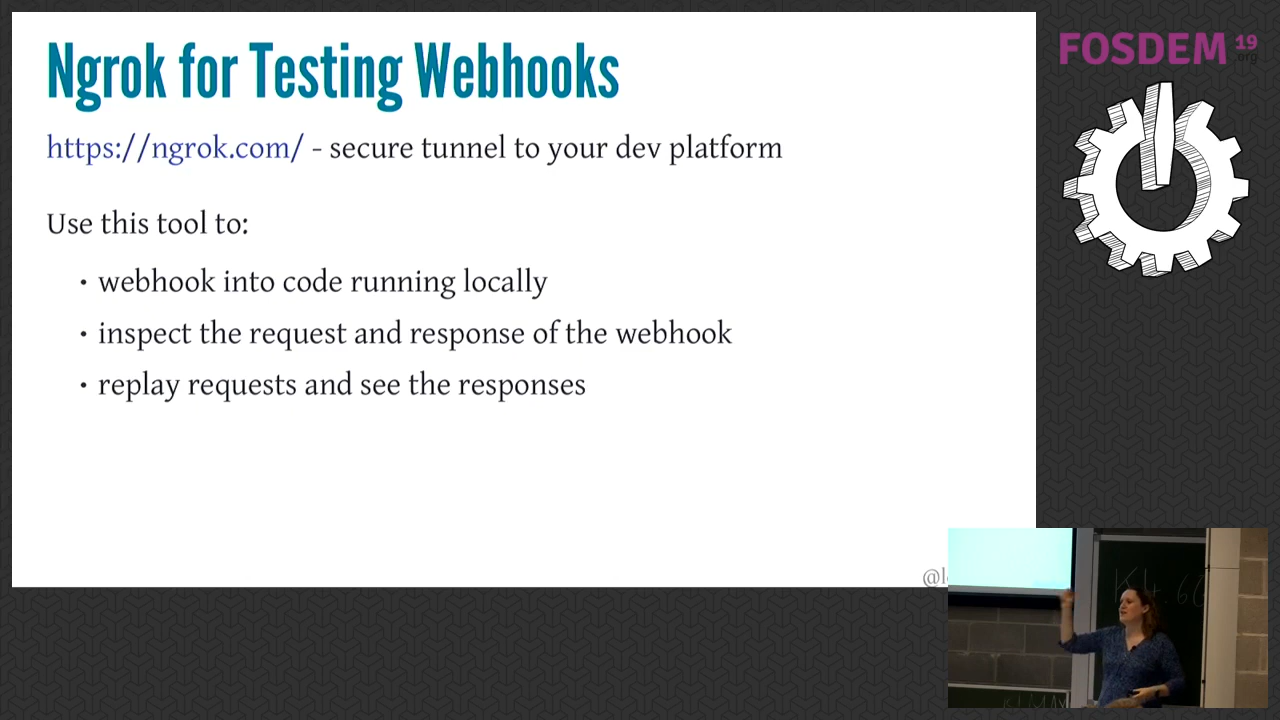 Ngrok for Testing Webhooks
https://ngrok.com/ - secure tunnel to your dev platform
Use this tool to:
• webhook into code running locally
• inspect the request and response of the webhook
• replay requests and see the responses
FOSDEM 19
.org